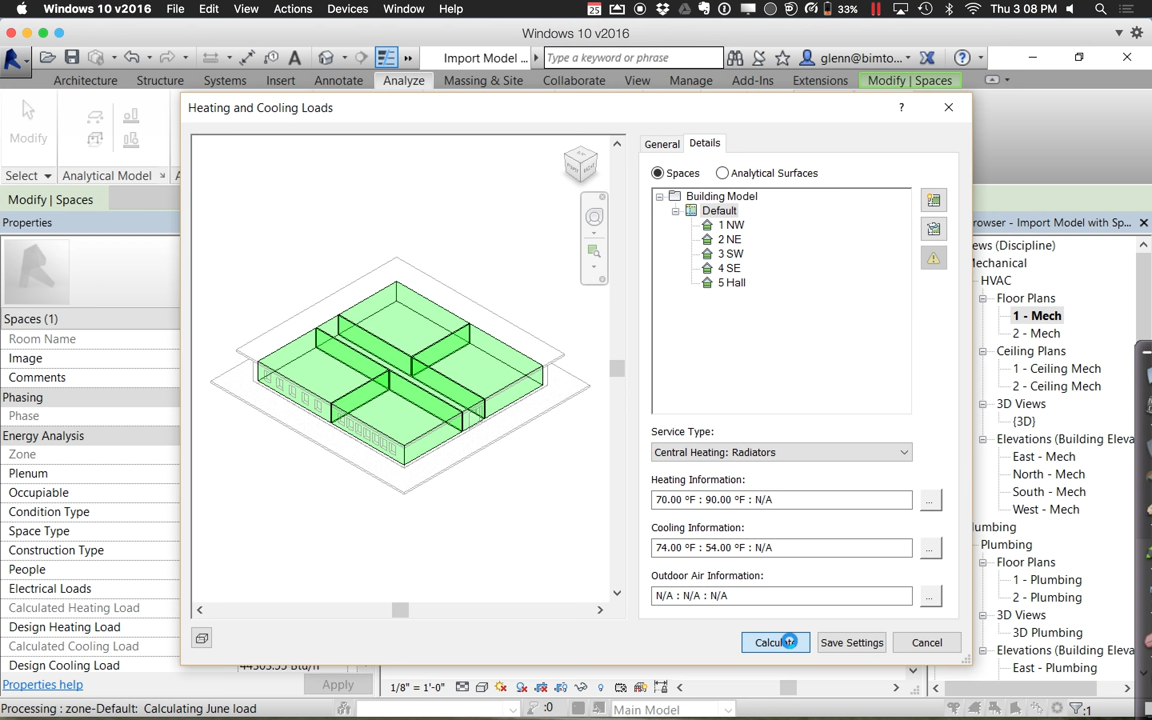 Windows 10 v2016 File Edit View Actions Devices Window Help
33% Thu 3 08 PM
Windows 10 v2016
Import Model ... Type a keyword or phrase glenn@bimto...
Architecture Structure Systems Insert Annotate Analyze Massing & Site Collaborate View Manage Add-Ins Extensions Modify | Spaces
Modify
Select Analytical Model
Modify | Spaces
Properties
Spaces (1)
Room Name
Image
Comments
Phasing
Phase
Energy Analysis
Zone
Plenum
Occupiable
Condition Type
Space Type
Construction Type
People
Electrical Loads
Calculated Heating Load
Design Heating Load
Calculated Cooling Load
Design Cooling Load
Properties help
Apply
Heating and Cooling Loads
General Details
Spaces Analytical Surfaces
Building Model
Default
1 NW
2 NE
3 SW
4 SE
5 Hall
Service Type:
Central Heating: Radiators
Heating Information:
70.00 °F : 90.00 °F : N/A
...
Cooling Information:
74.00 °F : 54.00 °F : N/A
...
Outdoor Air Information:
N/A : N/A : N/A
...
Calculate Save Settings Cancel
rowser - Import Model with Sp...
ews (Discipline)
Mechanical
HVAC
Floor Plans
1 - Mech
2 - Mech
Ceiling Plans
1 - Ceiling Mech
2 - Ceiling Mech
3D Views
{3D}
Elevations (Building Eleva
East - Mech
North - Mech
South - Mech
West - Mech
umbing
Plumbing
Floor Plans
1 - Plumbing
2 - Plumbing
3D Views
3D Plumbing
Elevations (Building Eleva
East - Plumbing
1/8" = 1'-0"
Processing : zone-Default: Calculating June load
:0
Main Model
:1